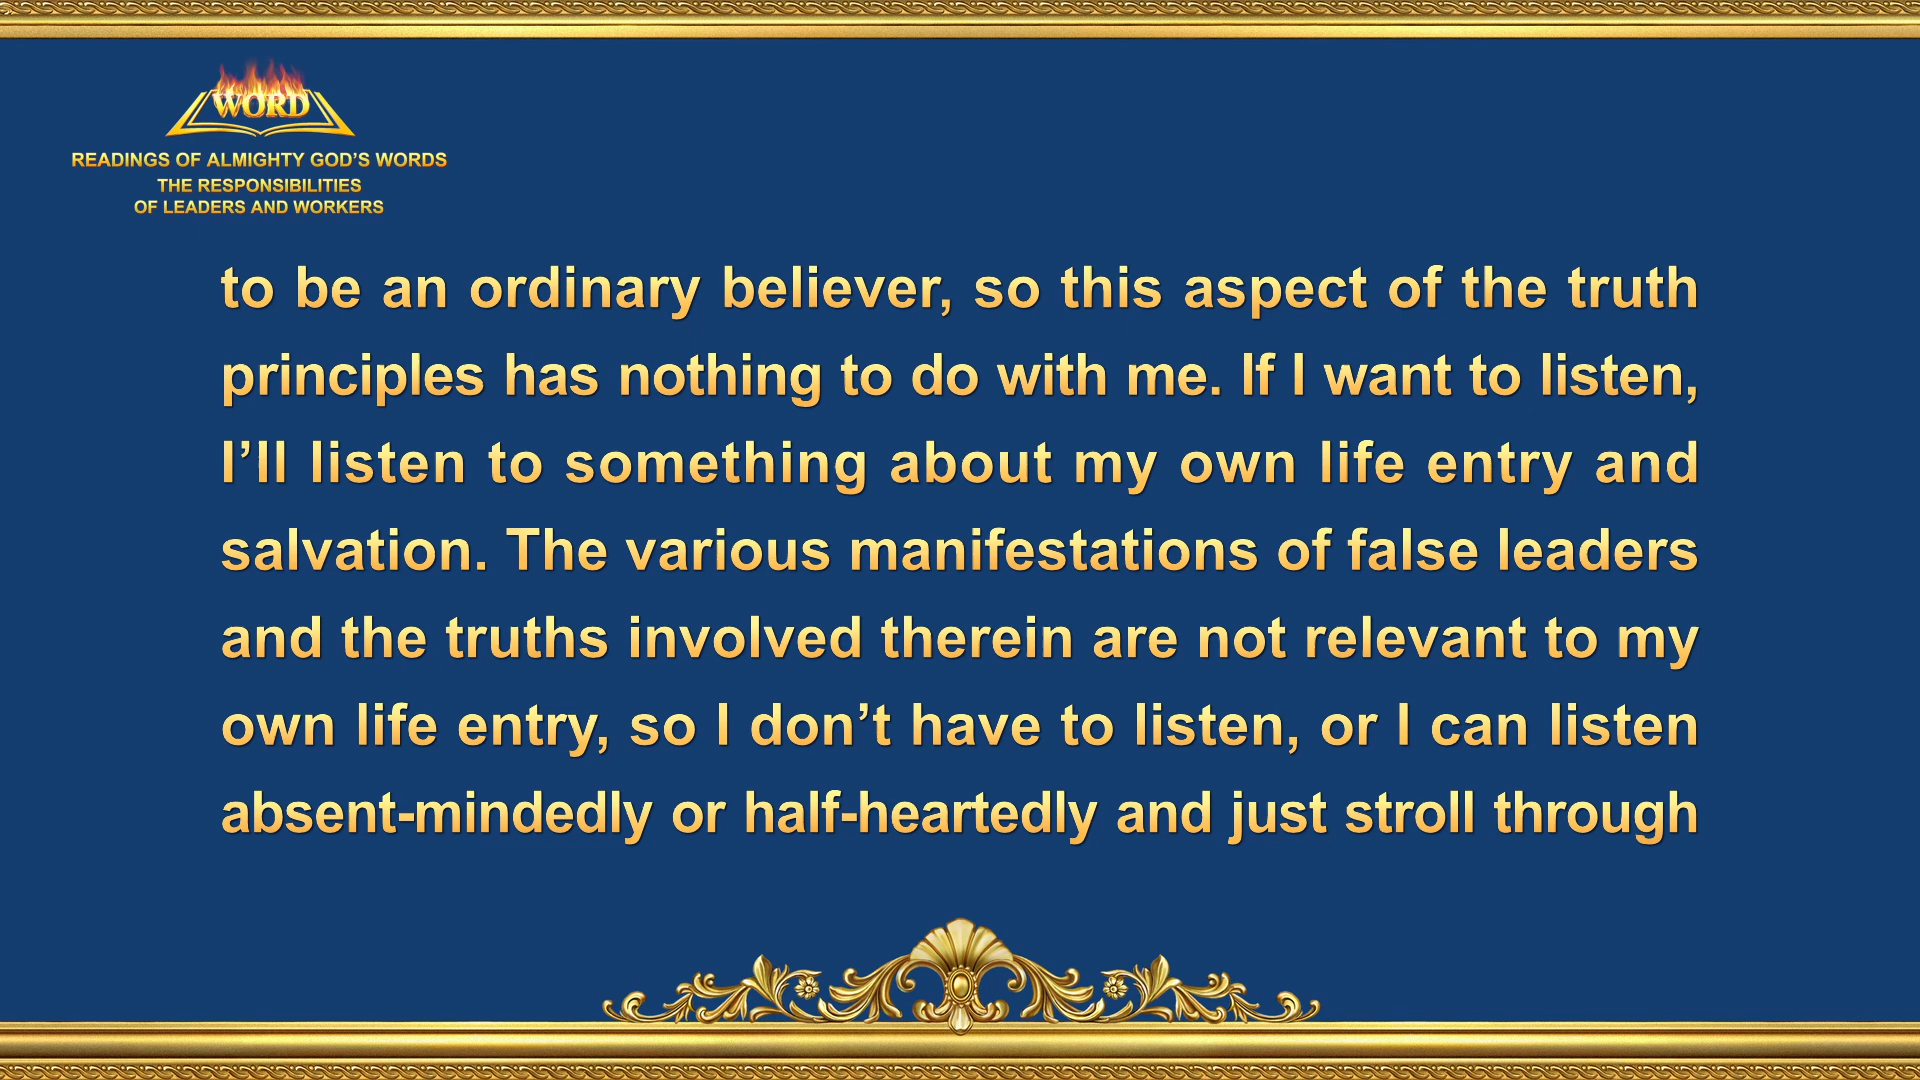 WORD
READINGS OF ALMIGHTY GOD’S WORDS
THE RESPONSIBILITIES
OF LEADERS AND WORKERS
to be an ordinary believer, so this aspect of the truth
principles has nothing to do with me. If I want to listen,
I’ll listen to something about my own life entry and
salvation. The various manifestations of false leaders
and the truths involved therein are not relevant to my
own life entry, so I don’t have to listen, or I can listen
absent-mindedly or half-heartedly and just stroll through